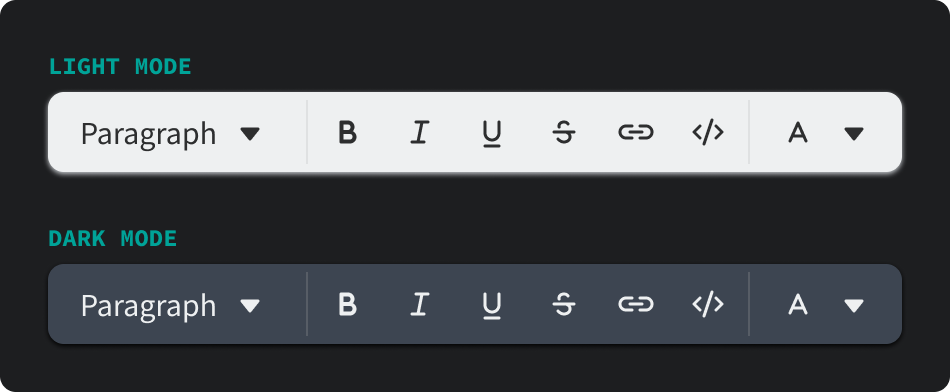 LIGHT MODE
Paragraph B I U S </> A
DARK MODE
Paragraph B I U S </> A